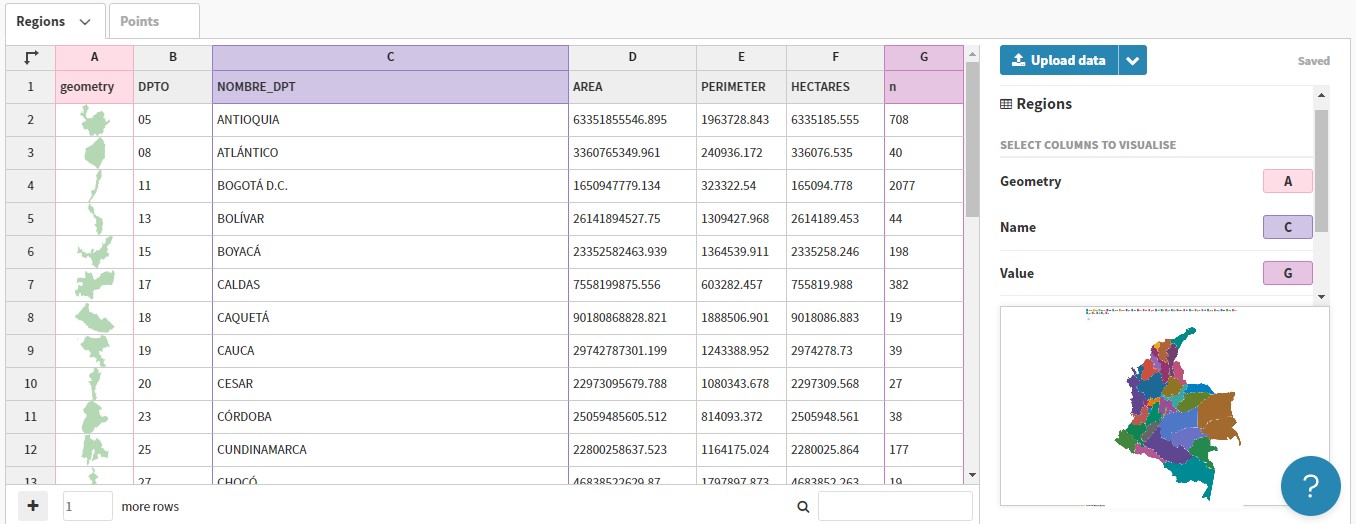 Regions Points
A B C D E F G
1 geometry DPTO NOMBRE_DPT AREA PERIMETER HECTARES n
2 05 ANTIOQUIA 63351855546.895 1963728.843 6335185.555 708
3 08 ATLÁNTICO 3360765349.961 240936.172 336076.535 40
4 11 BOGOTÁ D.C. 1650947779.134 323322.54 165094.778 2077
5 13 BOLÍVAR 26141894527.75 1309427.968 2614189.453 44
6 15 BOYACÁ 23352582463.939 1364539.911 2335258.246 198
7 17 CALDAS 7558199875.556 603282.457 755819.988 382
8 18 CAQUETÁ 90180868828.821 1888506.901 9018086.883 19
9 19 CAUCA 29742787301.199 1243388.952 2974278.73 39
10 20 CESAR 22973095679.788 1080343.678 2297309.568 27
11 23 CÓRDOBA 25059485605.512 814093.372 2505948.561 38
12 25 CUNDINAMARCA 22800258637.523 1164175.024 2280025.864 177
13 27 CHOCÓ 46838522629.87 1797897.873 4683852.263 19
1 more rows
Upload data Saved
Regions
SELECT COLUMNS TO VISUALISE
Geometry A
Name C
Value G
?